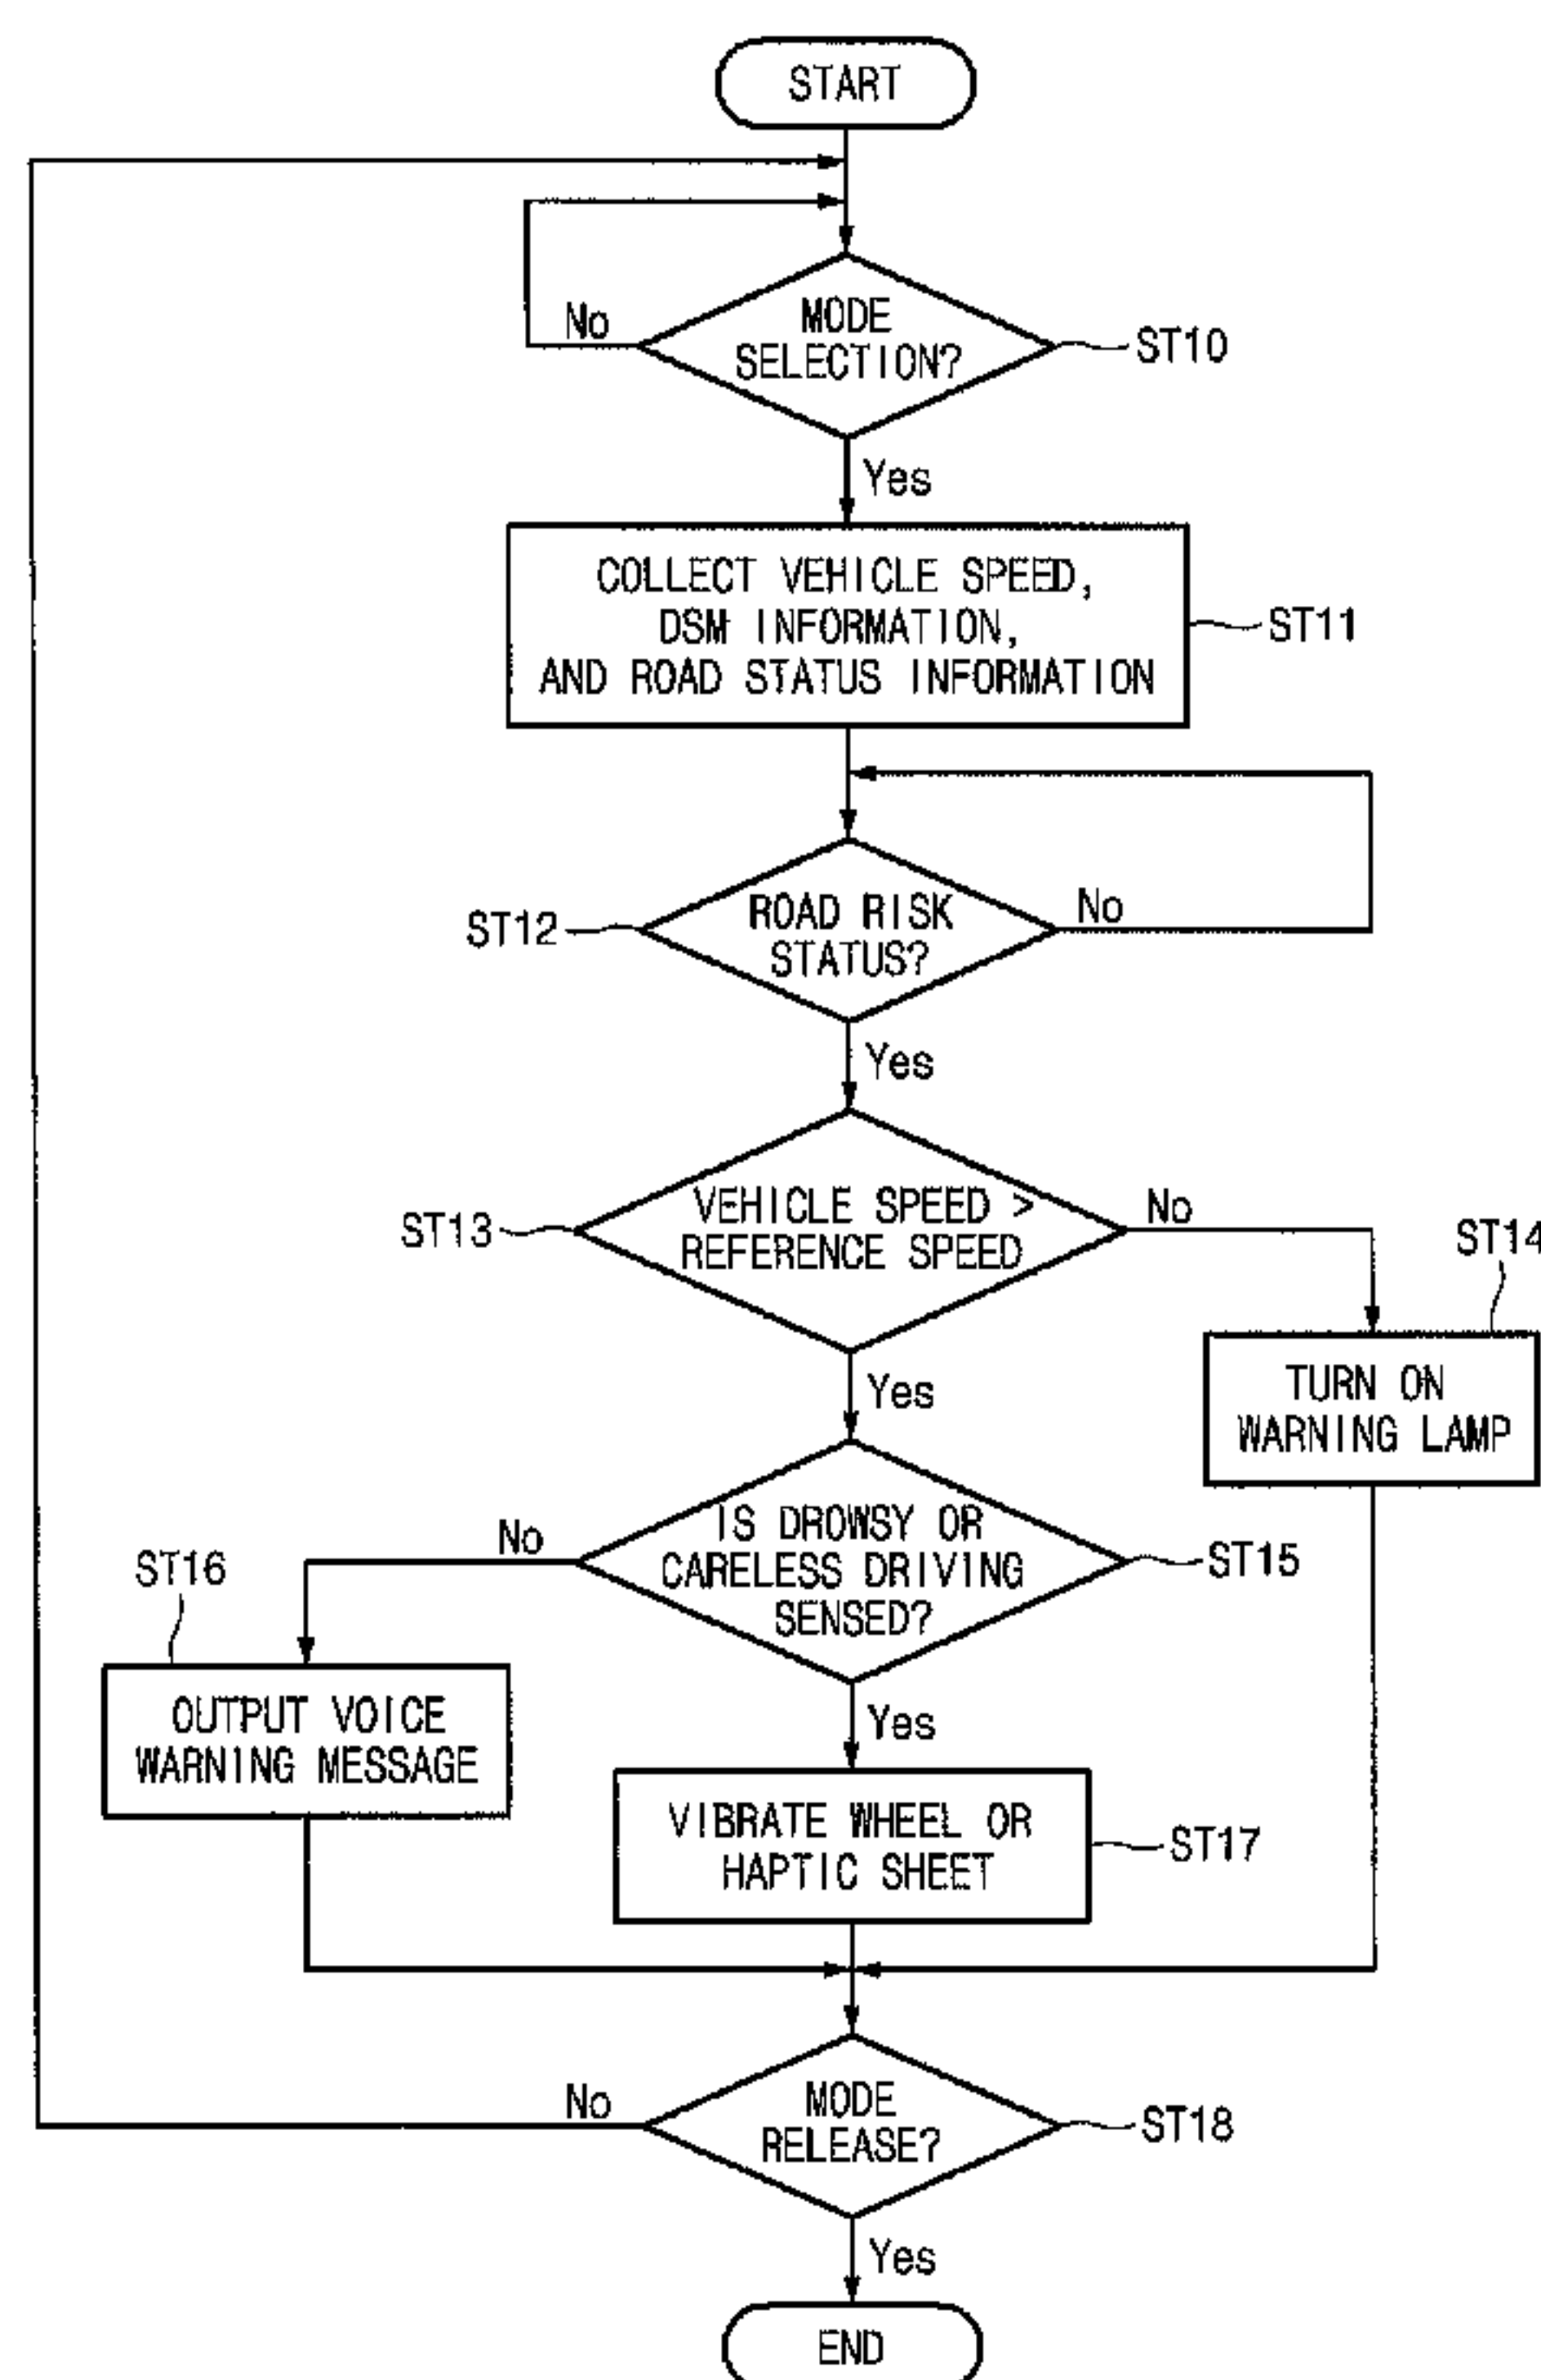 START
No
MODE
SELECTION?
ST10
Yes
COLLECT VEHICLE SPEED,
DSM INFORMATION,
AND ROAD STATUS INFORMATION
ST11
ST12
ROAD RISK
STATUS?
No
Yes
ST13
VEHICLE SPEED >
REFERENCE SPEED
No
ST14
Yes
TURN ON
WARNING LAMP
No
IS DROWSY OR
CARELESS DRIVING
SENSED?
ST15
ST16
Yes
OUTPUT VOICE
WARNING MESSAGE
VIBRATE WHEEL OR
HAPTIC SHEET
ST17
No
MODE
RELEASE?
ST18
Yes
END